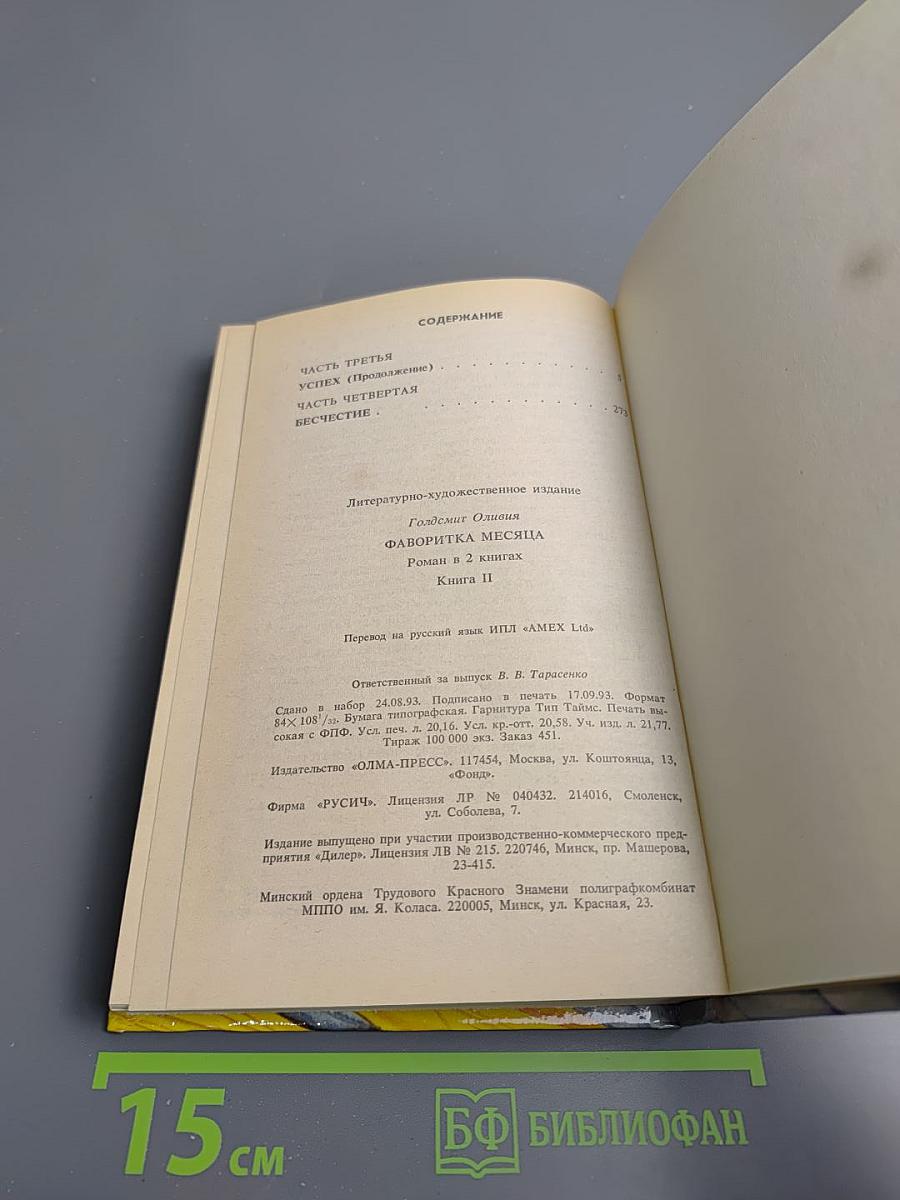 СОДЕРЖАНИЕ
ЧАСТЬ ТРЕТЬЯ
УСПЕХ (Продолжение) . . . . . . . . . . . 5
ЧАСТЬ ЧЕТВЕРТАЯ
БЕСЧЕСТИЕ . . . . . . . . . . . . . 273
Литературно-художественное издание
Голдсмит Оливия
ФАВОРИТКА МЕСЯЦА
Роман в 2 книгах
Книга II
Перевод на русский язык ИПЛ «AMEX Ltd»
Ответственный за выпуск В. В. Тарасенко
Сдано в набор 24.08.93. Подписано в печать 17.09.93. Формат
84×108¹/₃₂. Бумага типографская. Гарнитура Тип Таймс. Печать вы-
сокая с ФПФ. Усл. печ. л. 20,16. Усл. кр.-отт. 20,58. Уч. изд. л. 21,77.
Тираж 100 000 экз. Заказ 451.
Издательство «ОЛМА-ПРЕСС». 117454, Москва, ул. Коштоянца, 13,
«Фонд».
Фирма «РУСИЧ». Лицензия ЛР № 040432. 214016, Смоленск,
ул. Соболева, 7.
Издание выпущено при участии производственно-коммерческого пред-
приятия «Дилер». Лицензия ЛВ № 215. 220746, Минск, пр. Машерова,
23-415.
Минский ордена Трудового Красного Знамени полиграфкомбинат
МППО им. Я. Коласа. 220005, Минск, ул. Красная, 23.
15 см
БФ БИБЛИОФАН